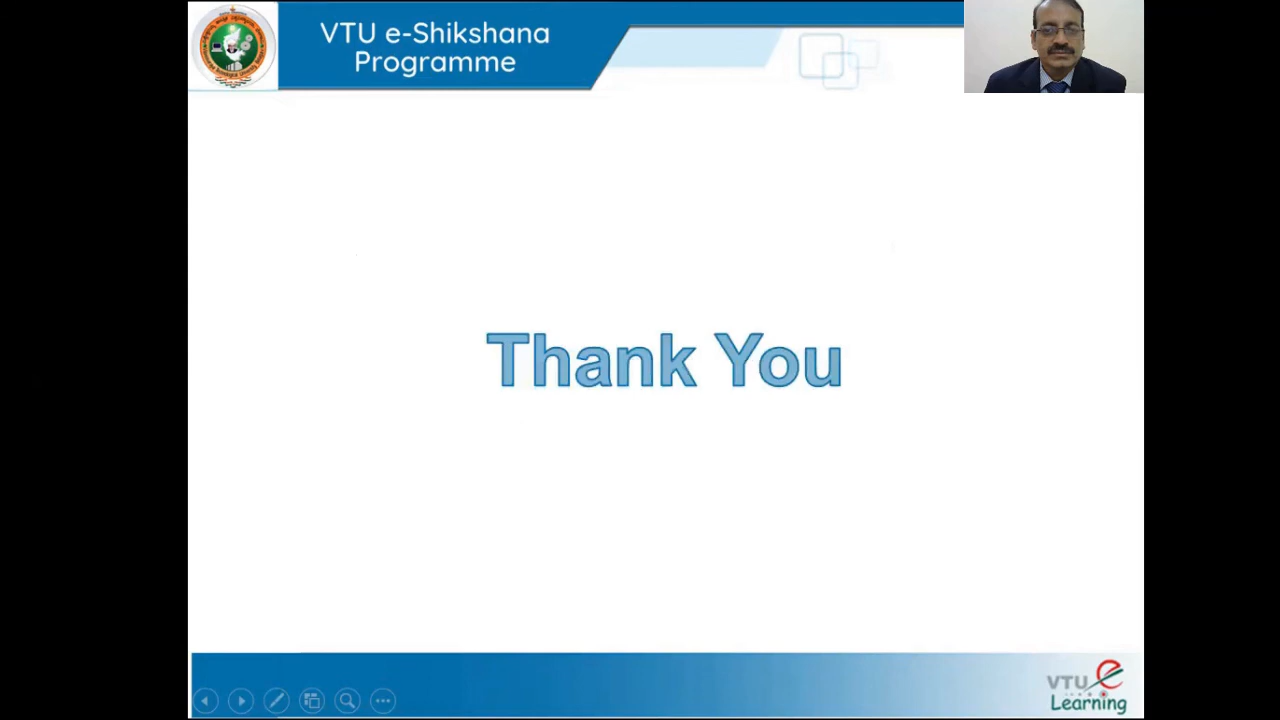 VTU e-Shikshana
Programme
Thank You
VTU e
Learning